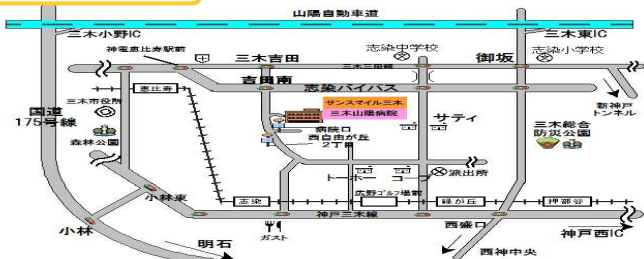 山陽自動車道
三木小野IC
三木東IC
神電恵比寿駅前
三木吉田
志染中学校
御坂
志染小学校
三木三田線
吉田南
志染バイパス
恵比寿
三木市役所
国道
175号線
サンスマイル三木
三木山陽病院
新神戸
トンネル
病院口
サティ
西自由が丘
2丁目
三木総合
防災公園
森林公園
トーホー
コープ
派出所
小林東
志染
広野ゴルフ場前
緑が丘
押部谷
神戸三木線
小林
ガスト
西盛口
神戸西IC
明石
西神中央